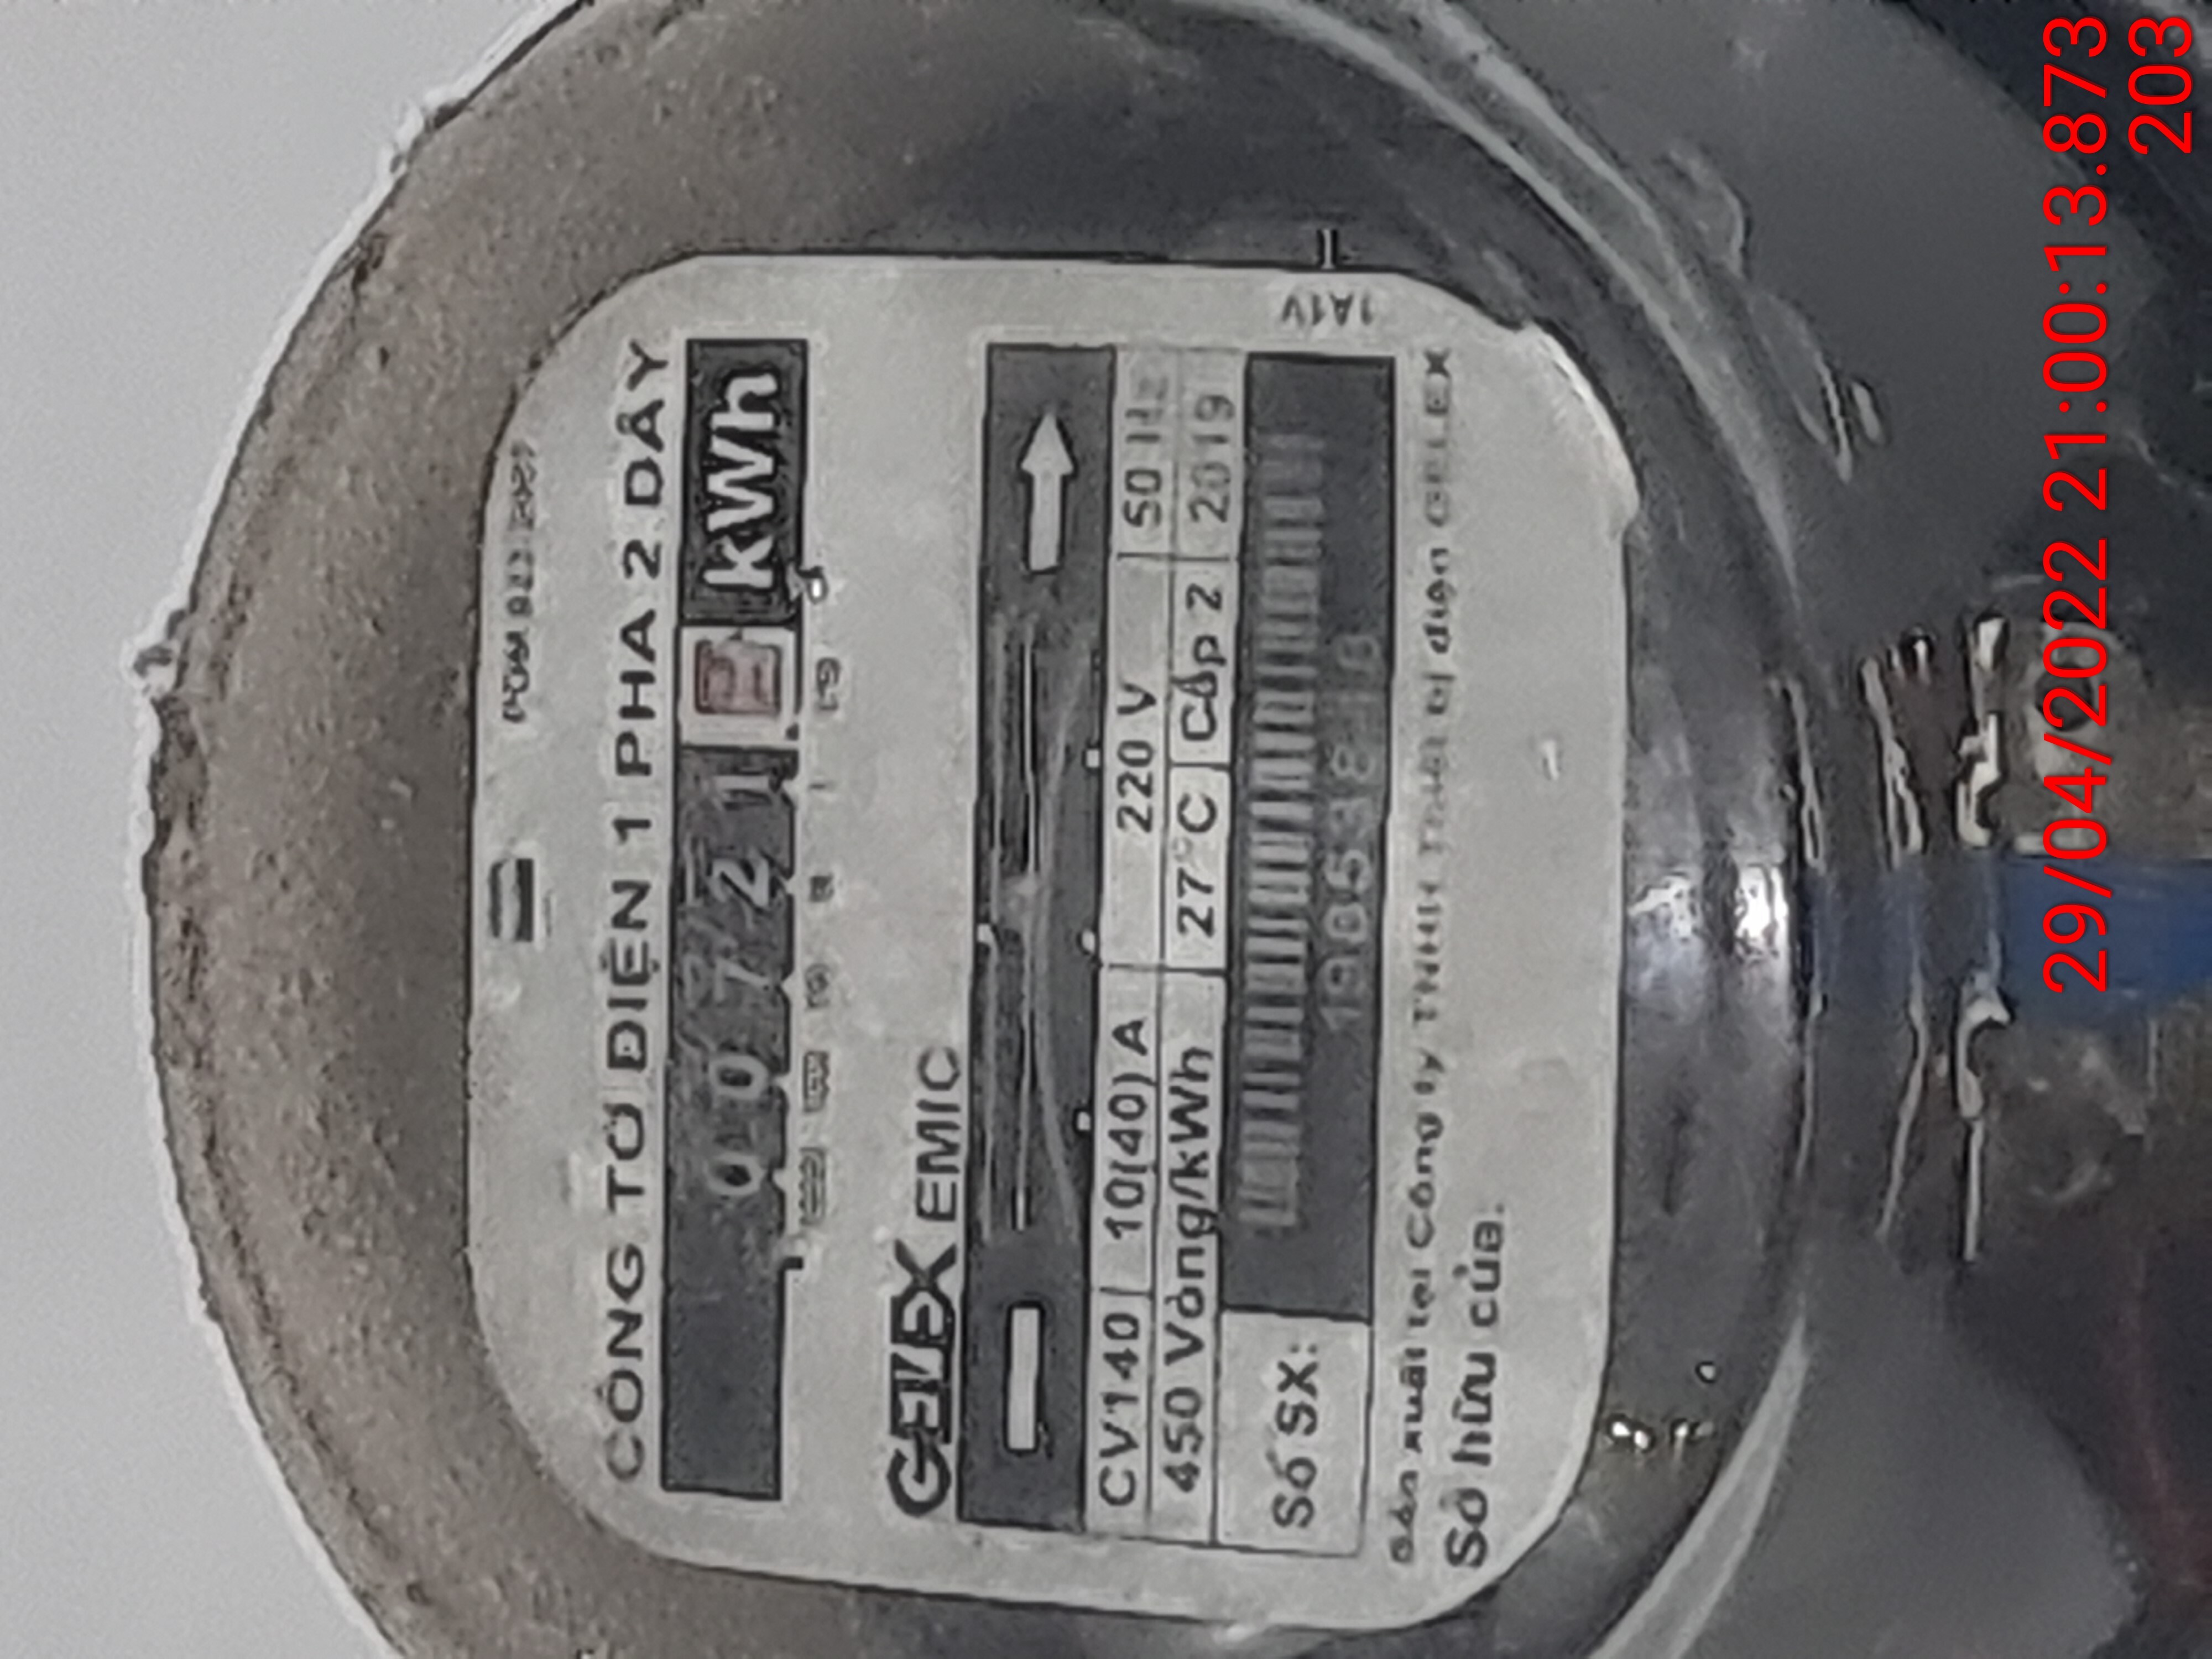 CÔNG TƠ ĐIỆN 1 PHA 2 DÂY
0 0 7 2 1
kWh
GELEX EMIC
CV140 10(40) A 220 V 50 Hz
450 Vòng/kWh 27°C Cấp 2 2019
1A1V
Số SX:
Sản xuất tại Công ty TNHH Thiết bị điện GELEX
Sở hữu của:
29/04/2022 21:00:13.873
203